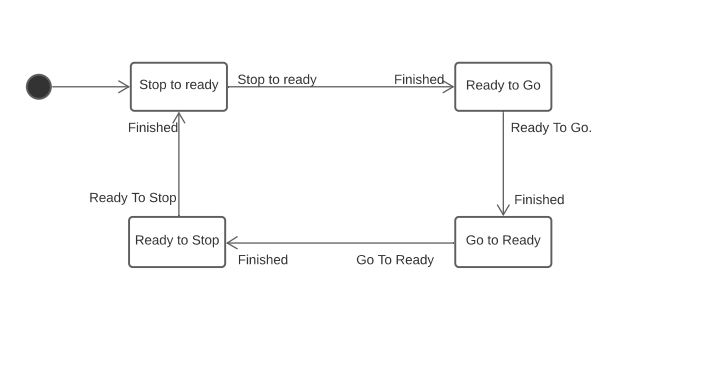 Stop to ready
Stop to ready
Finished
Ready to Go
Finished
Ready To Go.
Ready To Stop
Finished
Ready to Stop
Finished
Go To Ready
Go to Ready